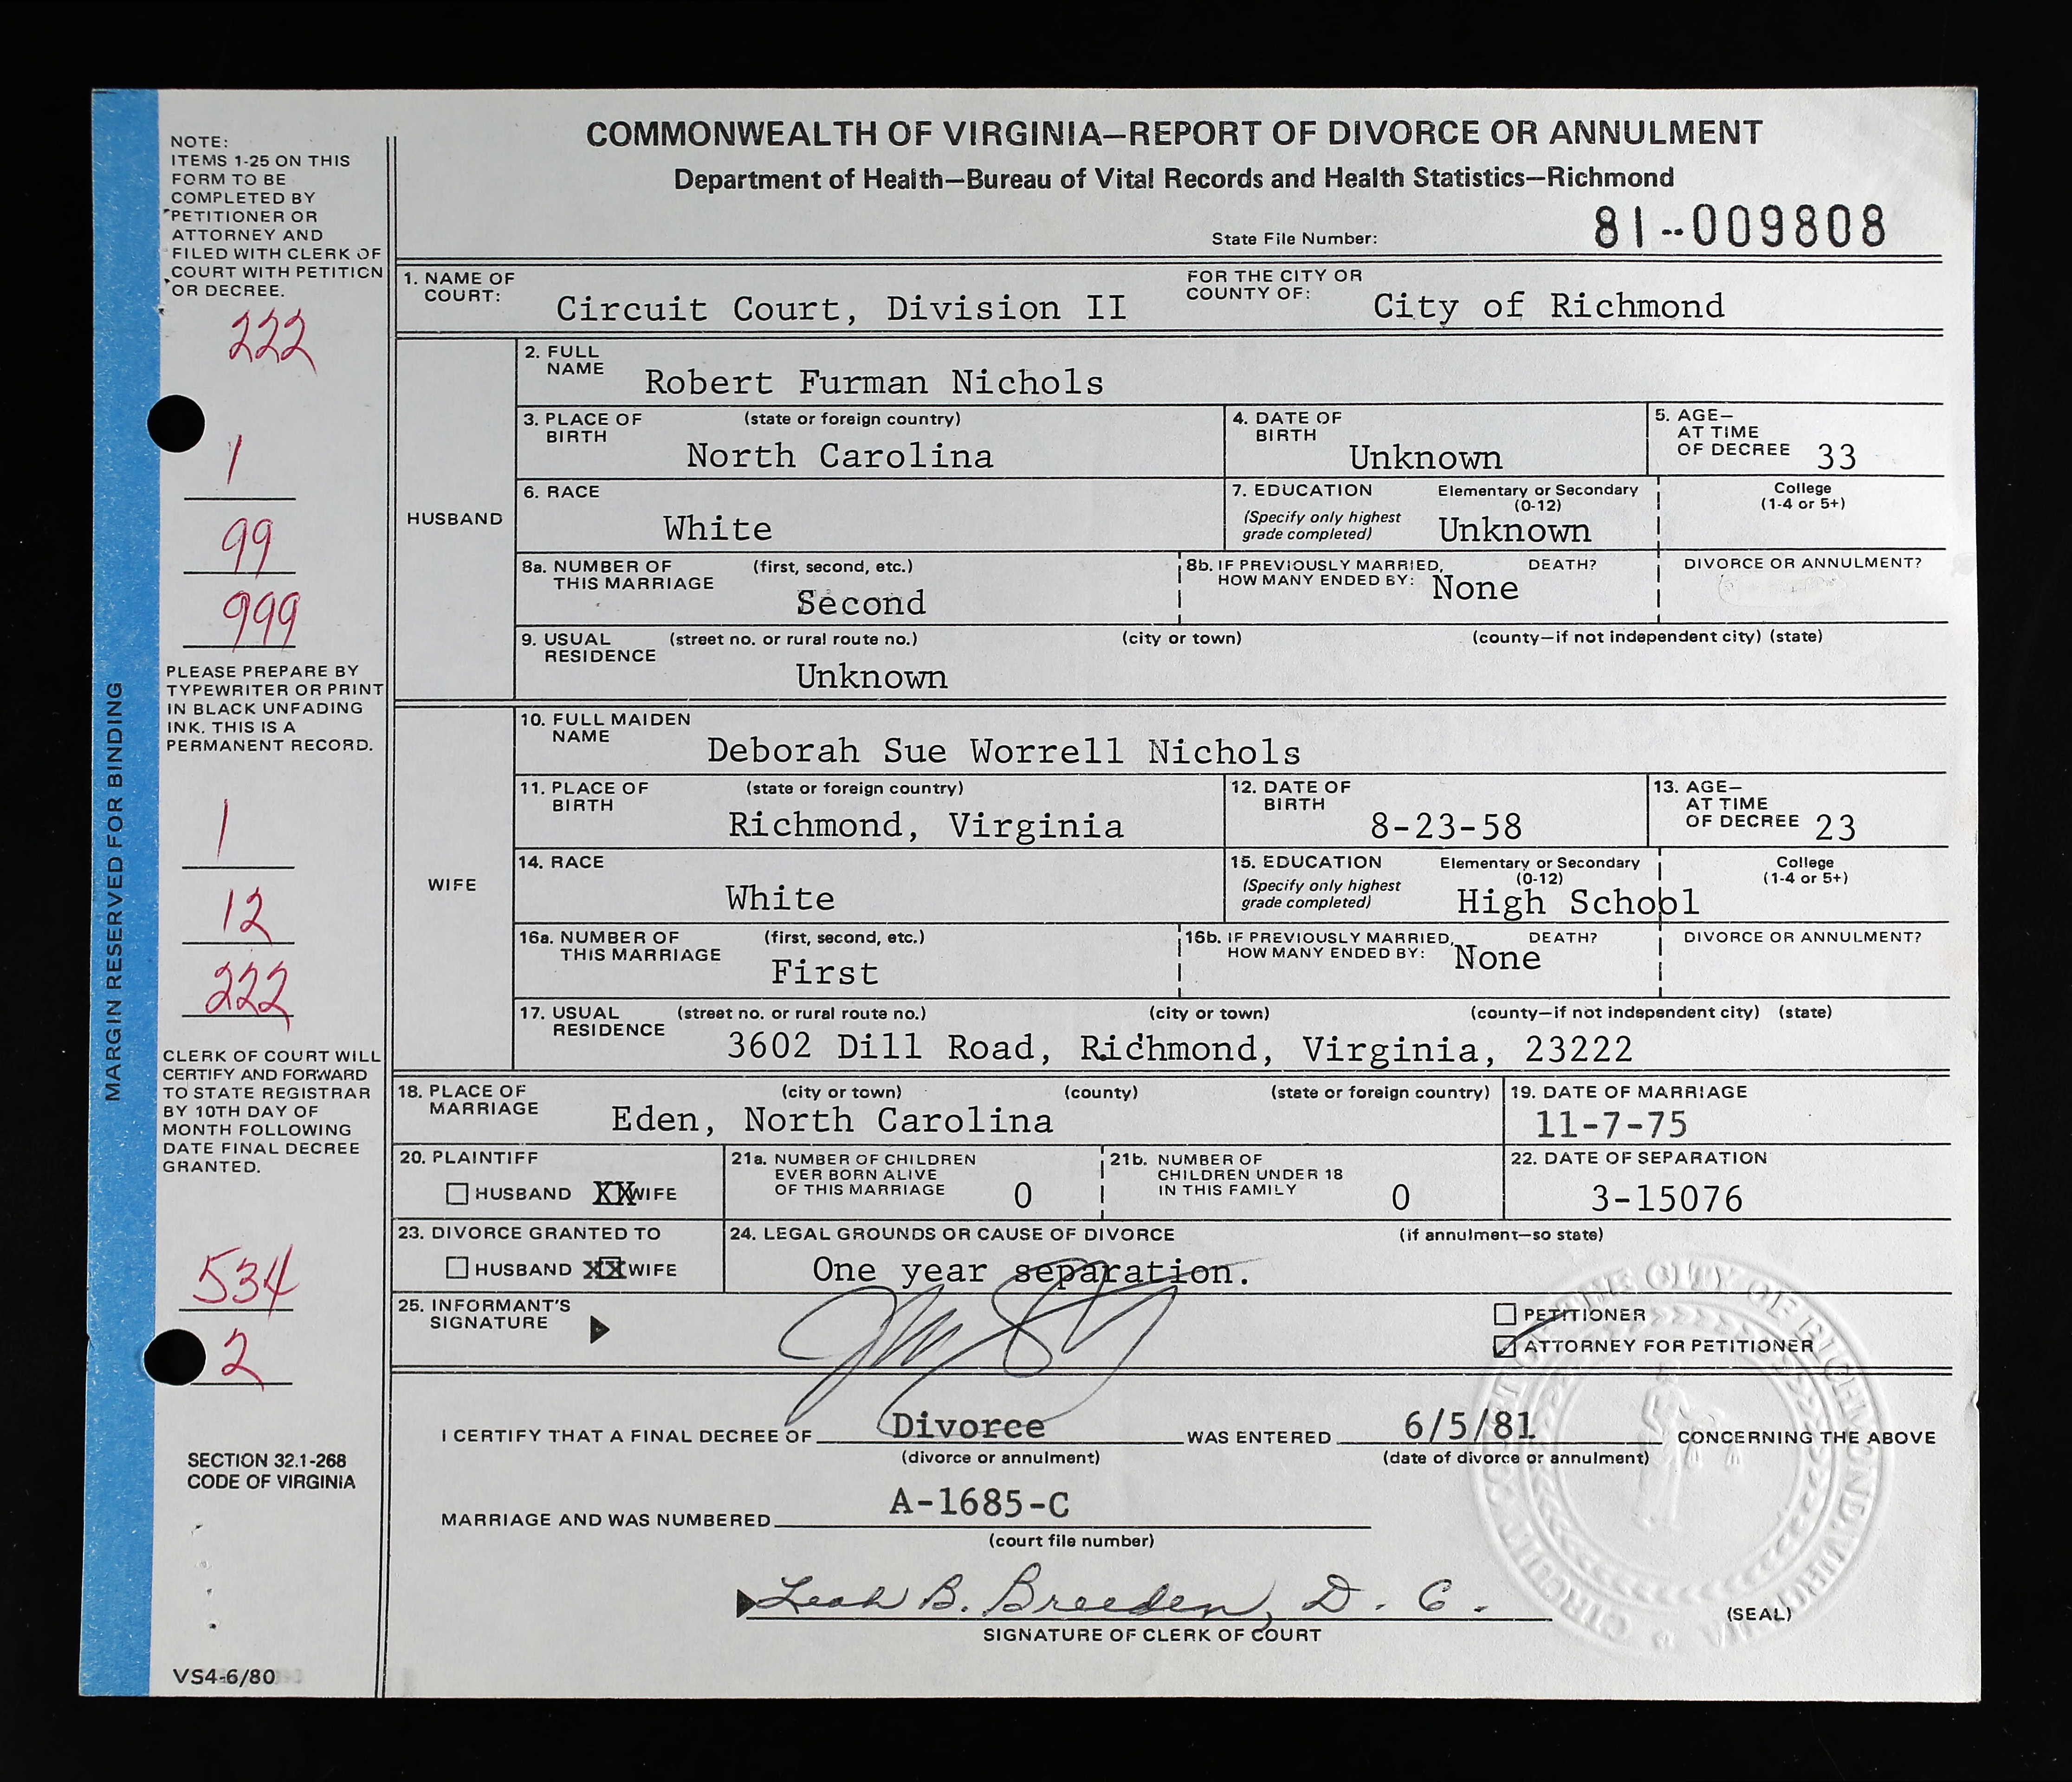 COMMONWEALTH OF VIRGINIA—REPORT OF DIVORCE OR ANNULMENT
Department of Health—Bureau of Vital Records and Health Statistics—Richmond
State File Number: 81--009808
NOTE:
ITEMS 1-25 ON THIS
FORM TO BE
COMPLETED BY
PETITIONER OR
ATTORNEY AND
FILED WITH CLERK OF
COURT WITH PETITION
OR DECREE.
222
1
99
999
PLEASE PREPARE BY
TYPEWRITER OR PRINT
IN BLACK UNFADING
INK. THIS IS A
PERMANENT RECORD.
1
12
222
CLERK OF COURT WILL
CERTIFY AND FORWARD
TO STATE REGISTRAR
BY 10TH DAY OF
MONTH FOLLOWING
DATE FINAL DECREE
GRANTED.
534
2
SECTION 32.1-268
CODE OF VIRGINIA
VS4-6/80
MARGIN RESERVED FOR BINDING
1. NAME OF COURT: Circuit Court, Division II FOR THE CITY OR COUNTY OF: City of Richmond
HUSBAND
2. FULL NAME Robert Furman Nichols
3. PLACE OF BIRTH (state or foreign country) North Carolina
4. DATE OF BIRTH Unknown
5. AGE— AT TIME OF DECREE 33
6. RACE White
7. EDUCATION (Specify only highest grade completed) Elementary or Secondary (0-12) Unknown College (1-4 or 5+)
8a. NUMBER OF THIS MARRIAGE (first, second, etc.) Second
8b. IF PREVIOUSLY MARRIED, HOW MANY ENDED BY: DEATH? None DIVORCE OR ANNULMENT?
9. USUAL RESIDENCE (street no. or rural route no.) (city or town) (county—if not independent city) (state)
Unknown
WIFE
10. FULL MAIDEN NAME Deborah Sue Worrell Nichols
11. PLACE OF BIRTH (state or foreign country) Richmond, Virginia
12. DATE OF BIRTH 8-23-58
13. AGE— AT TIME OF DECREE 23
14. RACE White
15. EDUCATION (Specify only highest grade completed) Elementary or Secondary (0-12) High School College (1-4 or 5+)
16a. NUMBER OF THIS MARRIAGE (first, second, etc.) First
16b. IF PREVIOUSLY MARRIED, HOW MANY ENDED BY: DEATH? None DIVORCE OR ANNULMENT?
17. USUAL RESIDENCE (street no. or rural route no.) (city or town) (county—if not independent city) (state)
3602 Dill Road, Richmond, Virginia, 23222
18. PLACE OF MARRIAGE (city or town) (county) (state or foreign country) Eden, North Carolina
19. DATE OF MARRIAGE 11-7-75
20. PLAINTIFF HUSBAND XX WIFE
21a. NUMBER OF CHILDREN EVER BORN ALIVE OF THIS MARRIAGE 0
21b. NUMBER OF CHILDREN UNDER 18 IN THIS FAMILY 0
22. DATE OF SEPARATION 3-15076
23. DIVORCE GRANTED TO HUSBAND XX WIFE
24. LEGAL GROUNDS OR CAUSE OF DIVORCE (if annulment—so state)
One year separation.
25. INFORMANT'S SIGNATURE
PETITIONER
ATTORNEY FOR PETITIONER
I CERTIFY THAT A FINAL DECREE OF Divorce WAS ENTERED 6/5/81 CONCERNING THE ABOVE
(divorce or annulment) (date of divorce or annulment)
MARRIAGE AND WAS NUMBERED A-1685-C
(court file number)
Leah B. Breeden, D. C.
SIGNATURE OF CLERK OF COURT
(SEAL)